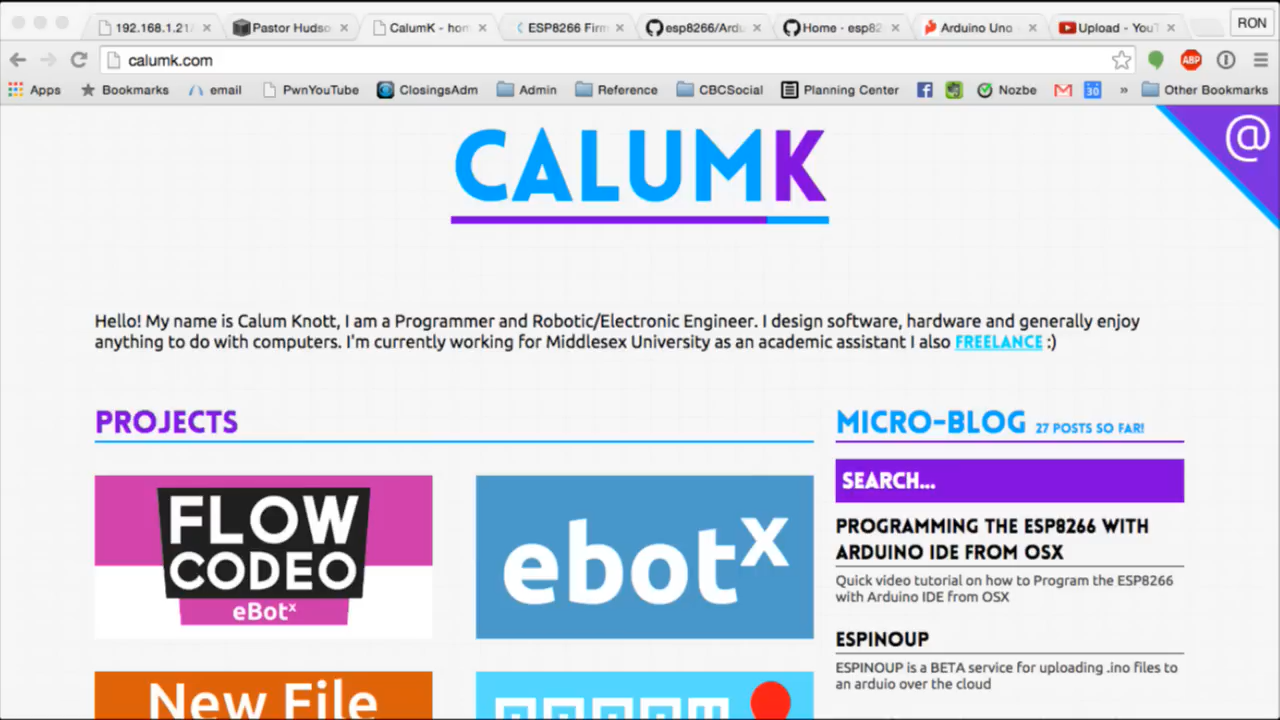 192.168.1.21
Pastor Hudso
CalumK - hon
ESP8266 Firm
esp8266/Ardu
Home - esp82
Arduino Uno
Upload - You
RON
calumk.com
ABP
Apps
Bookmarks
email
PwnYouTube
ClosingsAdm
Admin
Reference
CBCSocial
Planning Center
Nozbe
30
»
Other Bookmarks
CALUMK
@
Hello! My name is Calum Knott, I am a Programmer and Robotic/Electronic Engineer. I design software, hardware and generally enjoy
anything to do with computers. I'm currently working for Middlesex University as an academic assistant I also FREELANCE :)
PROJECTS
FLOW
CODEO
eBotx
ebotx
New File
MICRO-BLOG 27 POSTS SO FAR!
SEARCH...
PROGRAMMING THE ESP8266 WITH
ARDUINO IDE FROM OSX
Quick video tutorial on how to Program the ESP8266
with Arduino IDE from OSX
ESPINOUP
ESPINOUP is a BETA service for uploading .ino files to
an arduio over the cloud